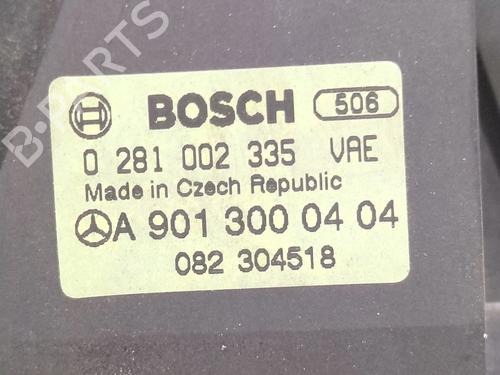 B-PARTS
BOSCH 506
0 281 002 335 VAE
Made in Czech Republic
A 901 300 04 04
082 304518